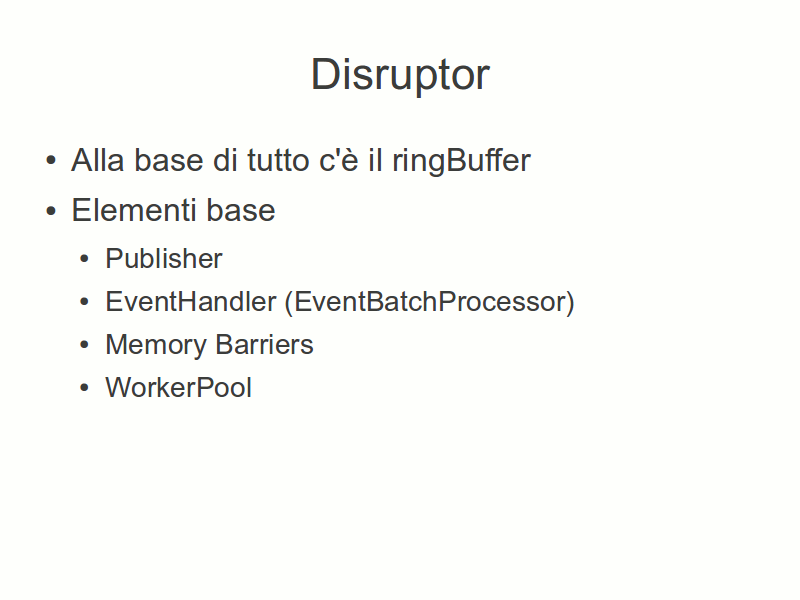 Disruptor
• Alla base di tutto c'è il ringBuffer
• Elementi base
• Publisher
• EventHandler (EventBatchProcessor)
• Memory Barriers
• WorkerPool